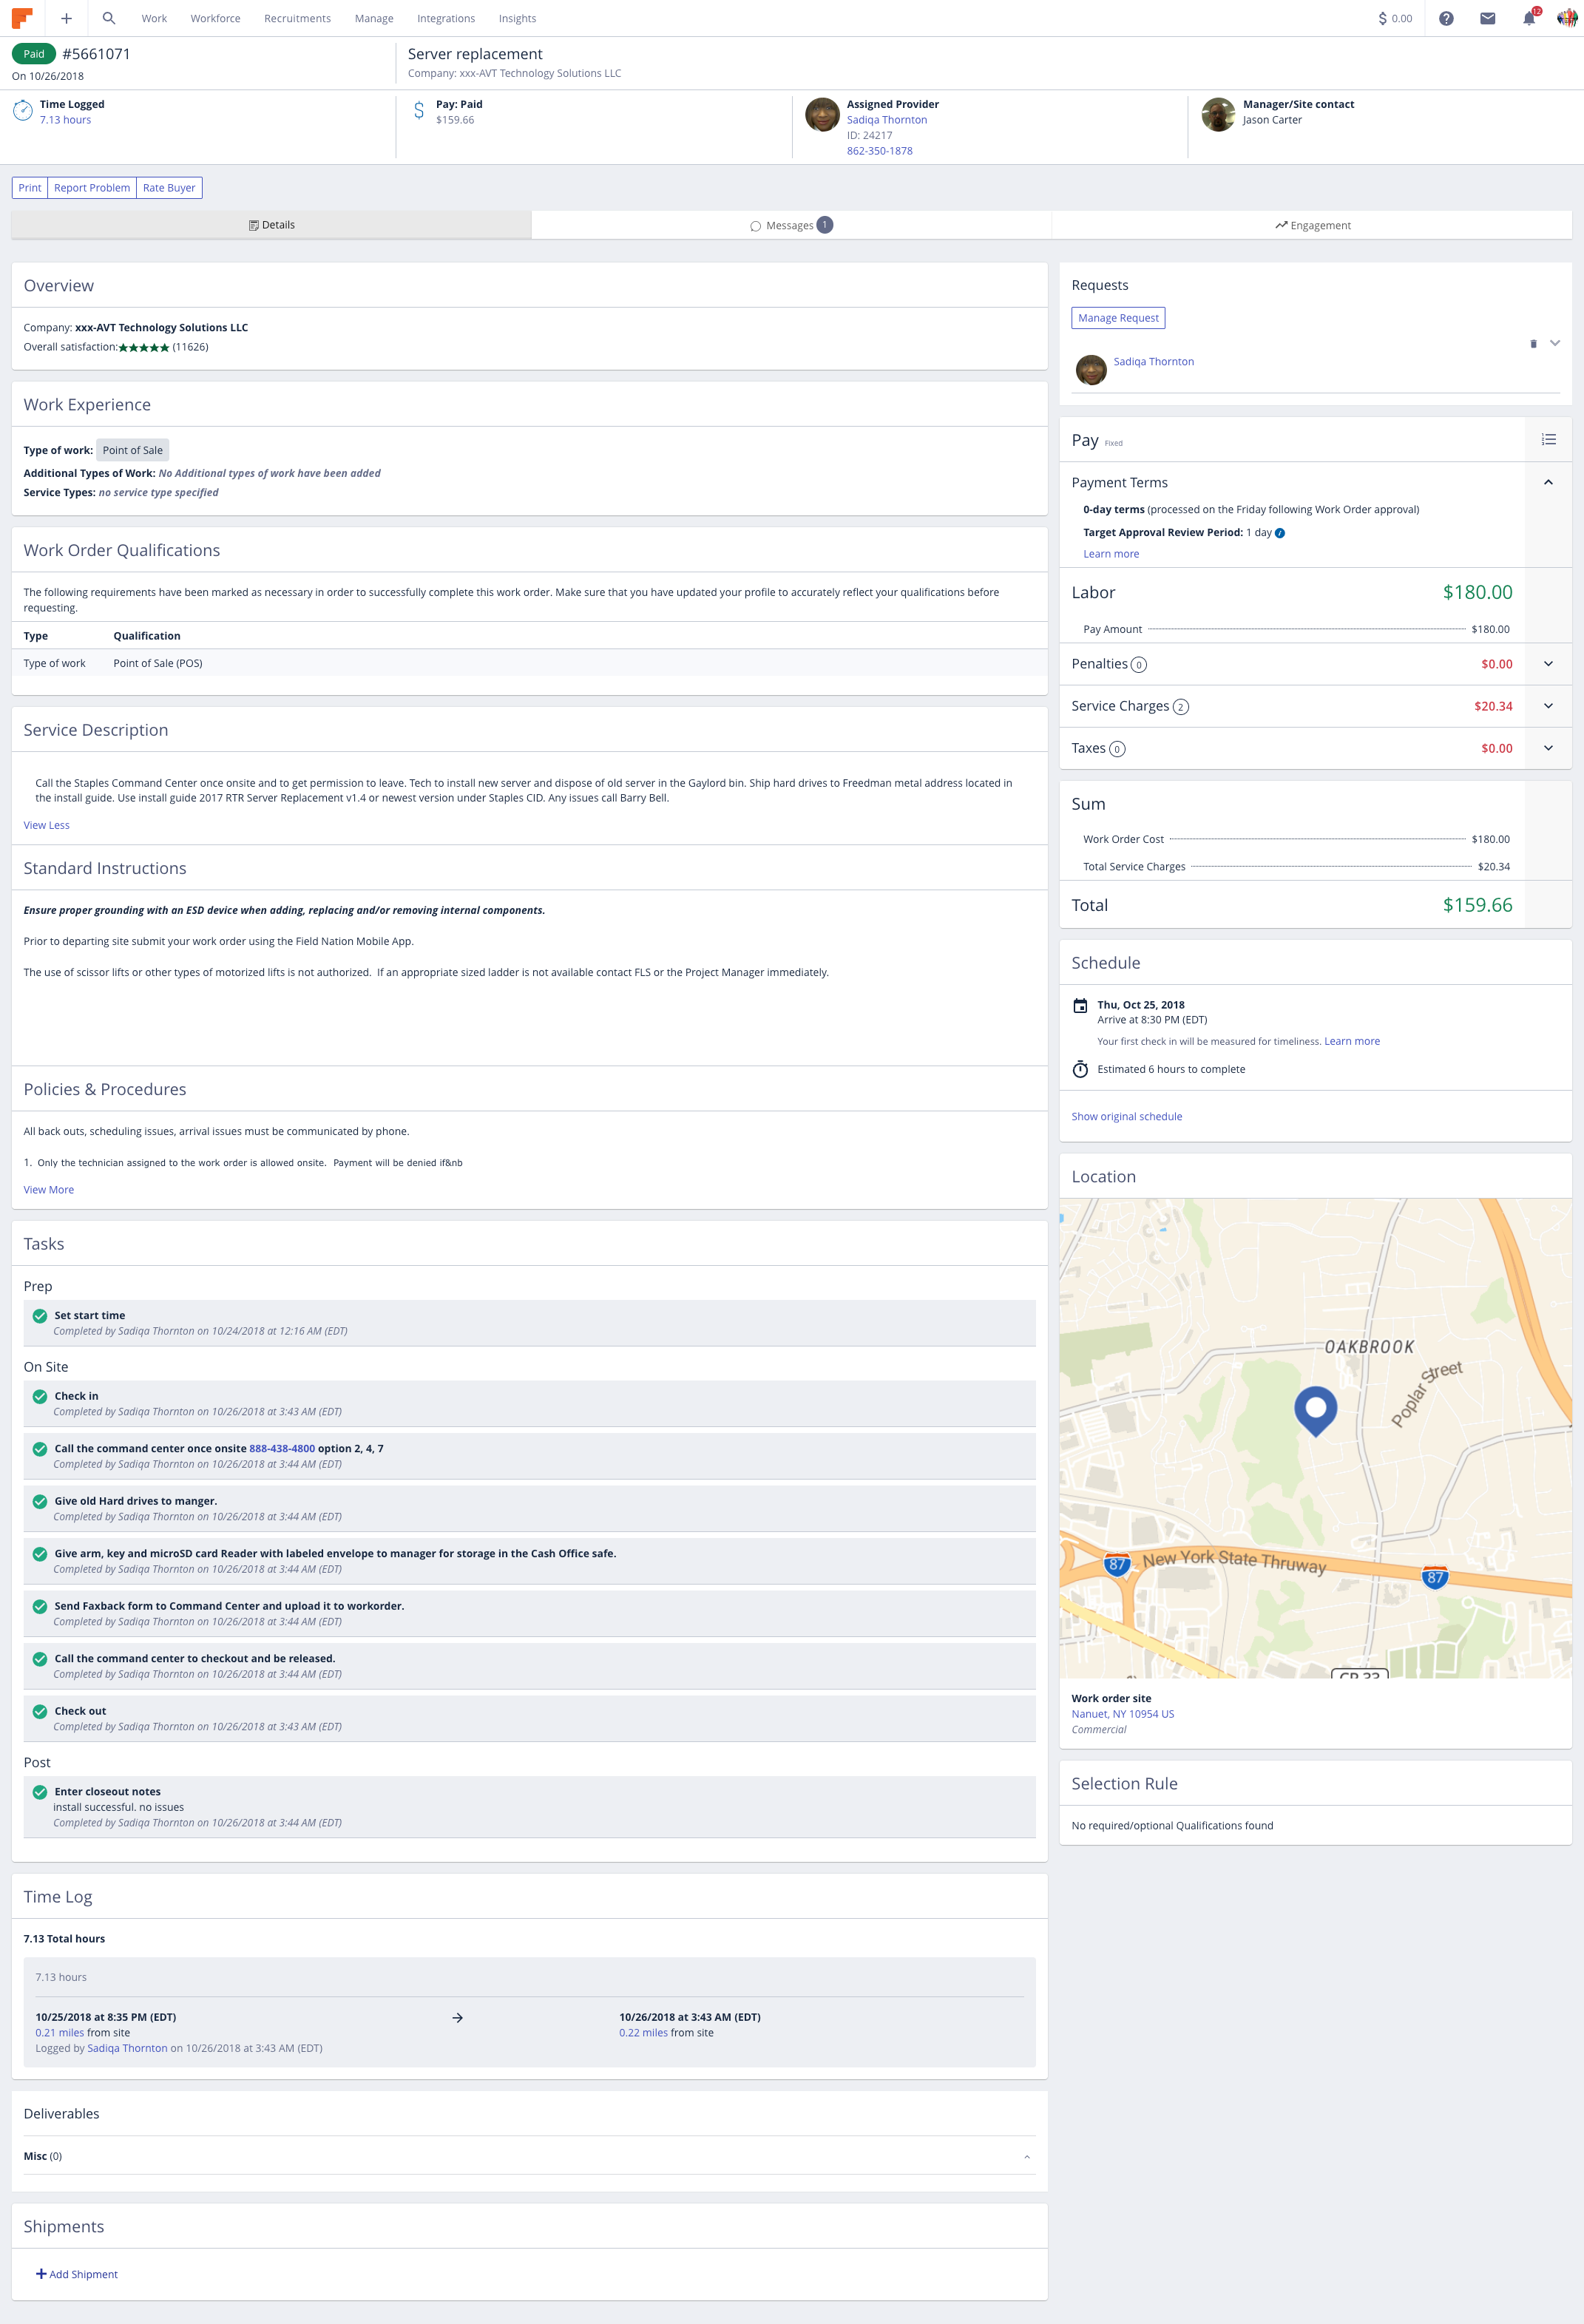 Work Workforce Recruitments Manage Integrations Insights
0.00
12
Paid #5661071
On 10/26/2018
Server replacement
Company: xxx-AVT Technology Solutions LLC
Time Logged
7.13 hours
Pay: Paid
$159.66
Assigned Provider
Sadiqa Thornton
ID: 24217
862-350-1878
Manager/Site contact
Jason Carter
Print Report Problem Rate Buyer
Details
Messages 1
Engagement
Overview
Company: xxx-AVT Technology Solutions LLC
Overall satisfaction:★★★★★ (11626)
Work Experience
Type of work: Point of Sale
Additional Types of Work: No Additional types of work have been added
Service Types: no service type specified
Work Order Qualifications
The following requirements have been marked as necessary in order to successfully complete this work order. Make sure that you have updated your profile to accurately reflect your qualifications before
requesting.
Type Qualification
Type of work Point of Sale (POS)
Service Description
Call the Staples Command Center once onsite and to get permission to leave. Tech to install new server and dispose of old server in the Gaylord bin. Ship hard drives to Freedman metal address located in
the install guide. Use install guide 2017 RTR Server Replacement v1.4 or newest version under Staples CID. Any issues call Barry Bell.
View Less
Standard Instructions
Ensure proper grounding with an ESD device when adding, replacing and/or removing internal components.
Prior to departing site submit your work order using the Field Nation Mobile App.
The use of scissor lifts or other types of motorized lifts is not authorized. If an appropriate sized ladder is not available contact FLS or the Project Manager immediately.
Policies & Procedures
All back outs, scheduling issues, arrival issues must be communicated by phone.
1. Only the technician assigned to the work order is allowed onsite. Payment will be denied if&nb
View More
Tasks
Prep
Set start time
Completed by Sadiqa Thornton on 10/24/2018 at 12:16 AM (EDT)
On Site
Check in
Completed by Sadiqa Thornton on 10/26/2018 at 3:43 AM (EDT)
Call the command center once onsite 888-438-4800 option 2, 4, 7
Completed by Sadiqa Thornton on 10/26/2018 at 3:44 AM (EDT)
Give old Hard drives to manger.
Completed by Sadiqa Thornton on 10/26/2018 at 3:44 AM (EDT)
Give arm, key and microSD card Reader with labeled envelope to manager for storage in the Cash Office safe.
Completed by Sadiqa Thornton on 10/26/2018 at 3:44 AM (EDT)
Send Faxback form to Command Center and upload it to workorder.
Completed by Sadiqa Thornton on 10/26/2018 at 3:44 AM (EDT)
Call the command center to checkout and be released.
Completed by Sadiqa Thornton on 10/26/2018 at 3:44 AM (EDT)
Check out
Completed by Sadiqa Thornton on 10/26/2018 at 3:43 AM (EDT)
Post
Enter closeout notes
install successful. no issues
Completed by Sadiqa Thornton on 10/26/2018 at 3:44 AM (EDT)
Time Log
7.13 Total hours
7.13 hours
10/25/2018 at 8:35 PM (EDT) → 10/26/2018 at 3:43 AM (EDT)
0.21 miles from site 0.22 miles from site
Logged by Sadiqa Thornton on 10/26/2018 at 3:43 AM (EDT)
Deliverables
Misc (0)
Shipments
Add Shipment
Requests
Manage Request
Sadiqa Thornton
Pay Fixed
Payment Terms
0-day terms (processed on the Friday following Work Order approval)
Target Approval Review Period: 1 day
Learn more
Labor $180.00
Pay Amount $180.00
Penalties 0 $0.00
Service Charges 2 $20.34
Taxes 0 $0.00
Sum
Work Order Cost $180.00
Total Service Charges $20.34
Total $159.66
Schedule
Thu, Oct 25, 2018
Arrive at 8:30 PM (EDT)
Your first check in will be measured for timeliness. Learn more
Estimated 6 hours to complete
Show original schedule
Location
OAKBROOK
Poplar Street
87 New York State Thruway 87
CR 33
Work order site
Nanuet, NY 10954 US
Commercial
Selection Rule
No required/optional Qualifications found